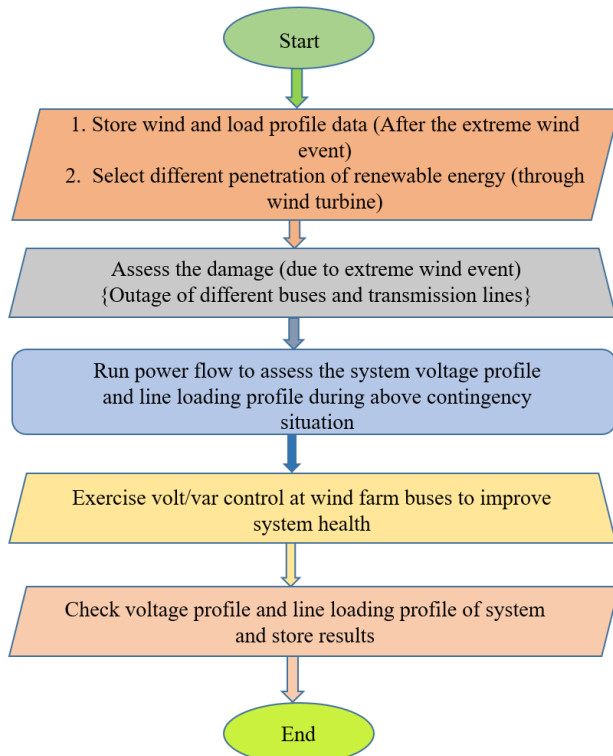 Start
1. Store wind and load profile data (After the extreme wind
event)
2. Select different penetration of renewable energy (through
wind turbine)
Assess the damage (due to extreme wind event)
{Outage of different buses and transmission lines}
Run power flow to assess the system voltage profile
and line loading profile during above contingency
situation
Exercise volt/var control at wind farm buses to improve
system health
Check voltage profile and line loading profile of system
and store results
End